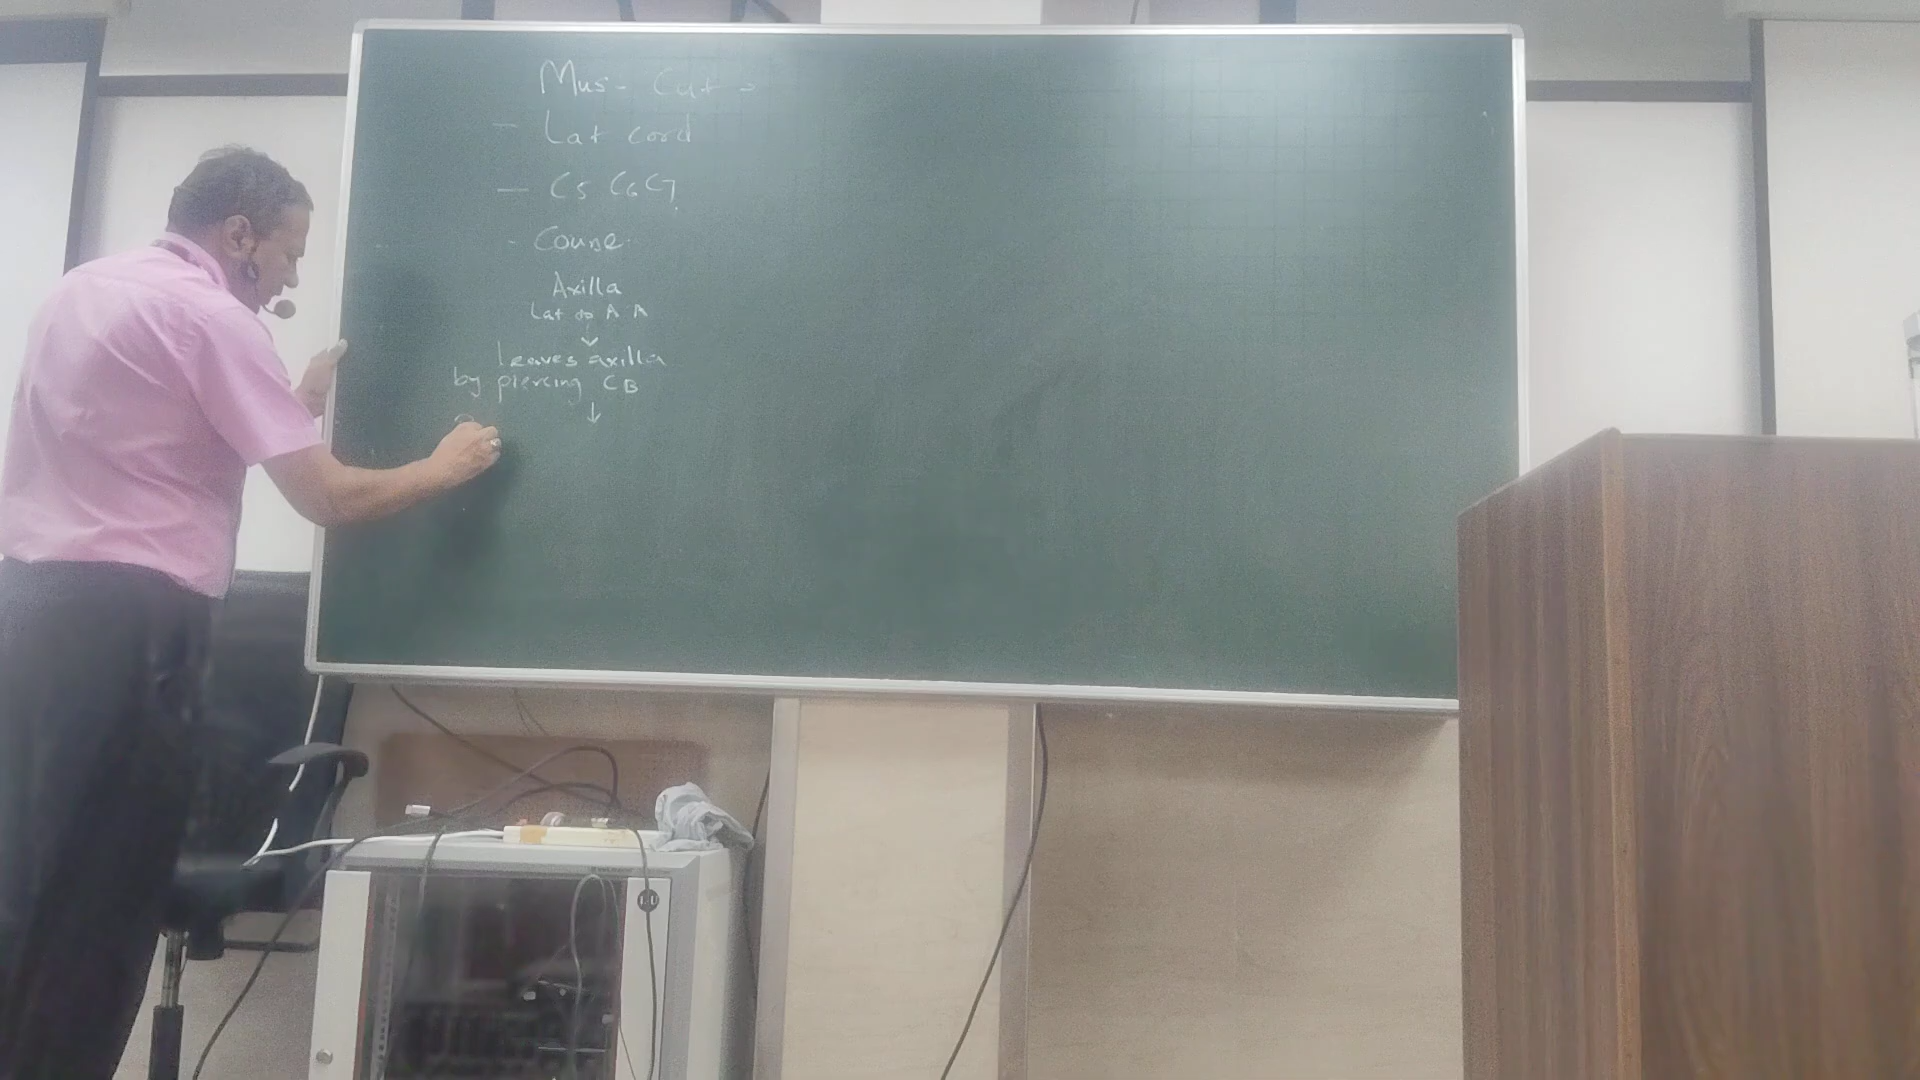 Mus- Cut -
- Lat cord
- C5 C6 C7
- Course
Axilla
Lat to A A
↓
leaves axilla
by piercing CB
↓